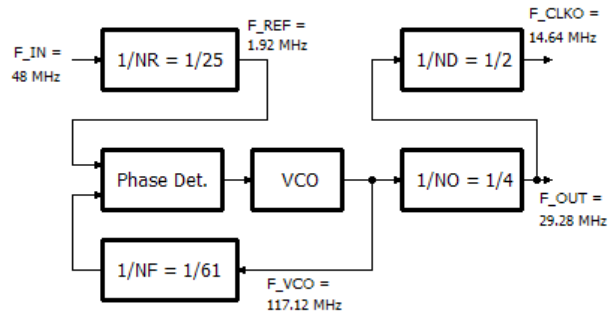 F_IN =
48 MHz
1/NR = 1/25
F_REF =
1.92 MHz
1/ND = 1/2
F_CLKO =
14.64 MHz
Phase Det.
VCO
1/NO = 1/4
F_OUT =
29.28 MHz
1/NF = 1/61
F_VCO =
117.12 MHz